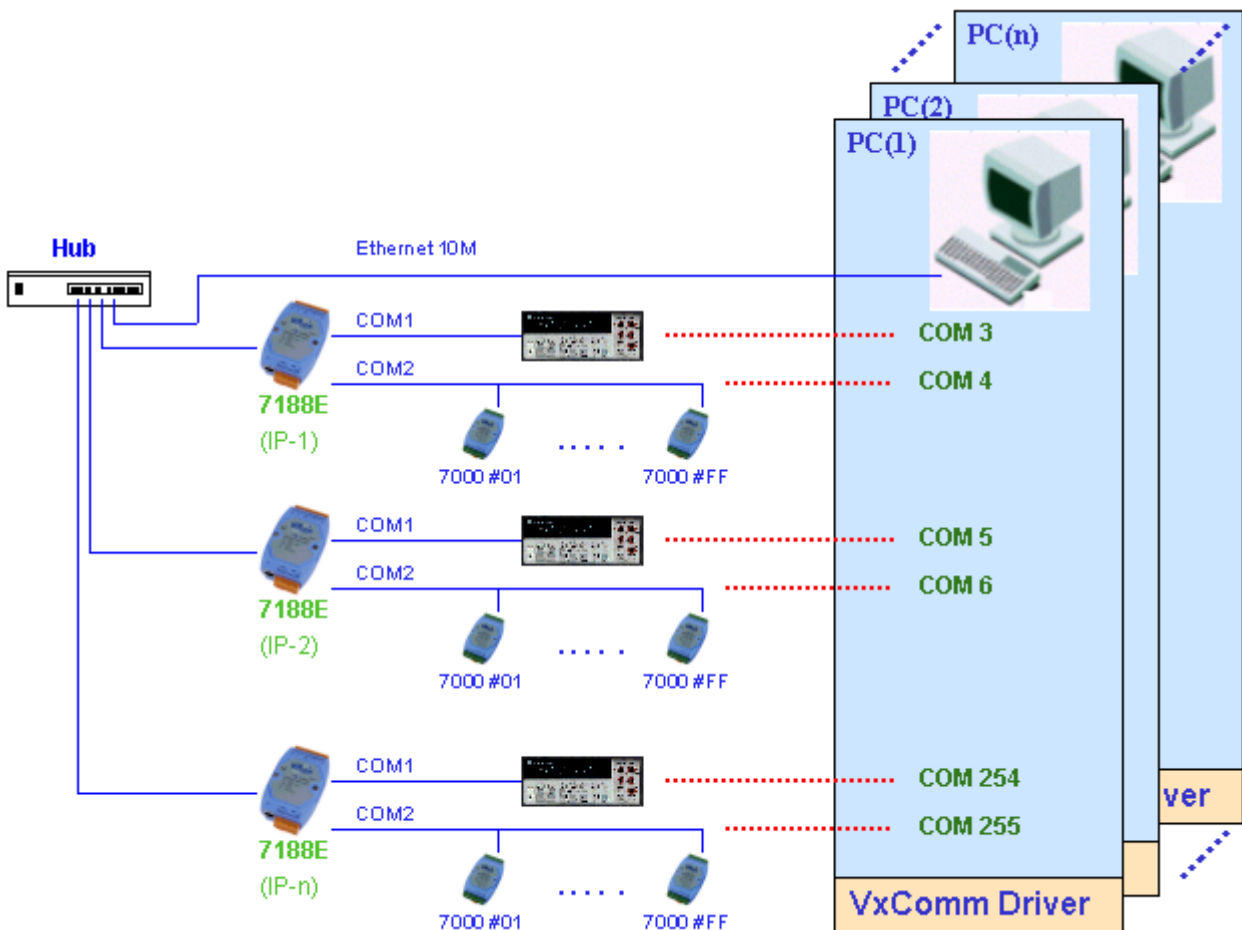 PC(n)
PC(2)
PC(1)
Hub
Ethernet 10M
COM1
COM 3
COM2
COM 4
7188E
(IP-1)
7000 #01
7000 #FF
COM1
COM 5
COM2
COM 6
7188E
(IP-2)
7000 #01
7000 #FF
COM1
COM 254
COM2
COM 255
ver
7188E
(IP-n)
7000 #01
7000 #FF
VxComm Driver